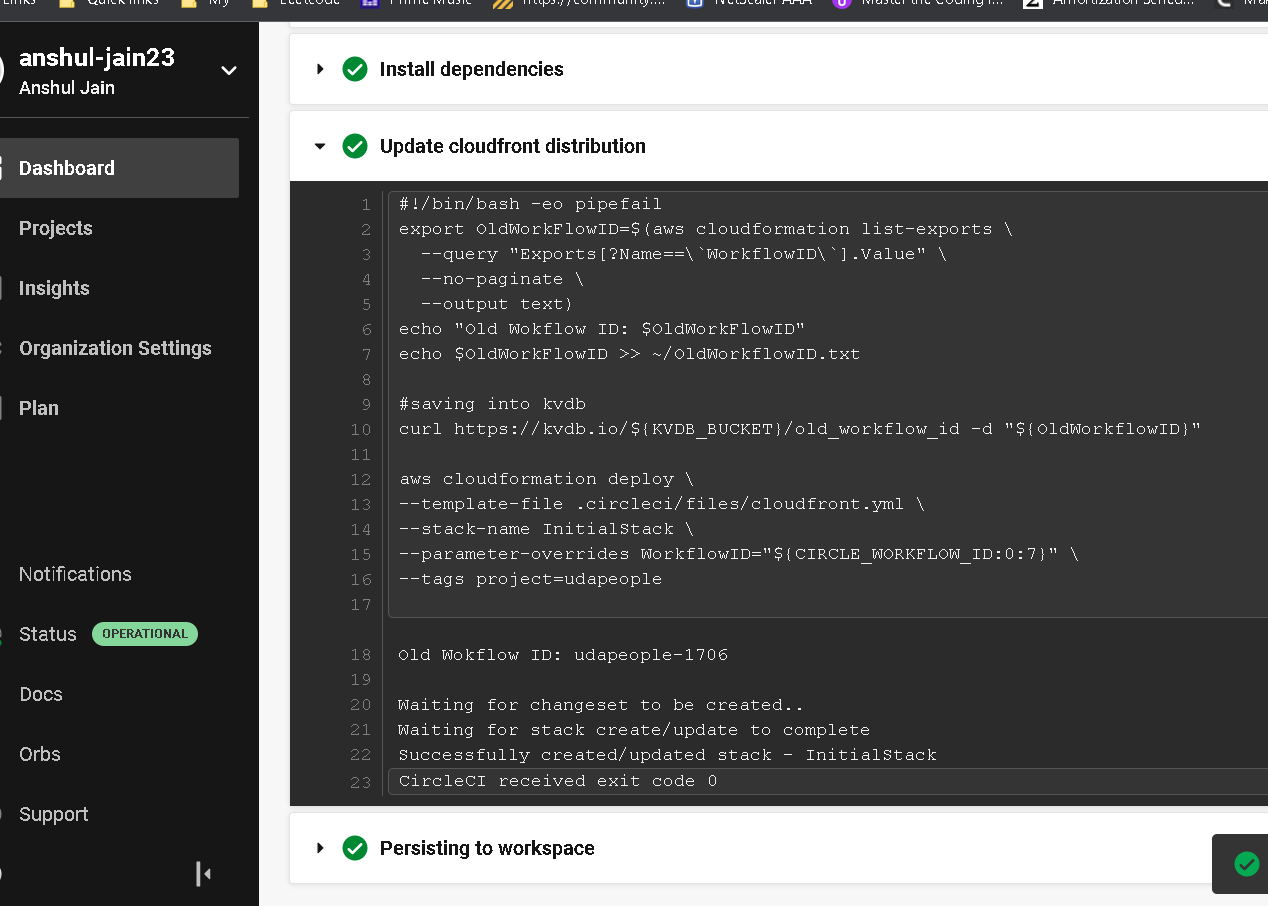 Quick links
My
Leetcode
Prime Music
https://community....
NetScaler AAA
Master the Coding I...
Amortization Sched...
anshul-jain23
Anshul Jain
Dashboard
Projects
Insights
Organization Settings
Plan
Notifications
Status OPERATIONAL
Docs
Orbs
Support
Install dependencies
Update cloudfront distribution
1 #!/bin/bash -eo pipefail
2 export OldWorkFlowID=$(aws cloudformation list-exports \
3 --query "Exports[?Name==\`WorkflowID\`].Value" \
4 --no-paginate \
5 --output text)
6 echo "Old Wokflow ID: $OldWorkFlowID"
7 echo $OldWorkFlowID >> ~/OldWorkflowID.txt
8
9 #saving into kvdb
10 curl https://kvdb.io/${KVDB_BUCKET}/old_workflow_id -d "${OldWorkflowID}"
11
12 aws cloudformation deploy \
13 --template-file .circleci/files/cloudfront.yml \
14 --stack-name InitialStack \
15 --parameter-overrides WorkflowID="${CIRCLE_WORKFLOW_ID:0:7}" \
16 --tags project=udapeople
17
18 Old Wokflow ID: udapeople-1706
19
20 Waiting for changeset to be created..
21 Waiting for stack create/update to complete
22 Successfully created/updated stack - InitialStack
23 CircleCI received exit code 0
Persisting to workspace